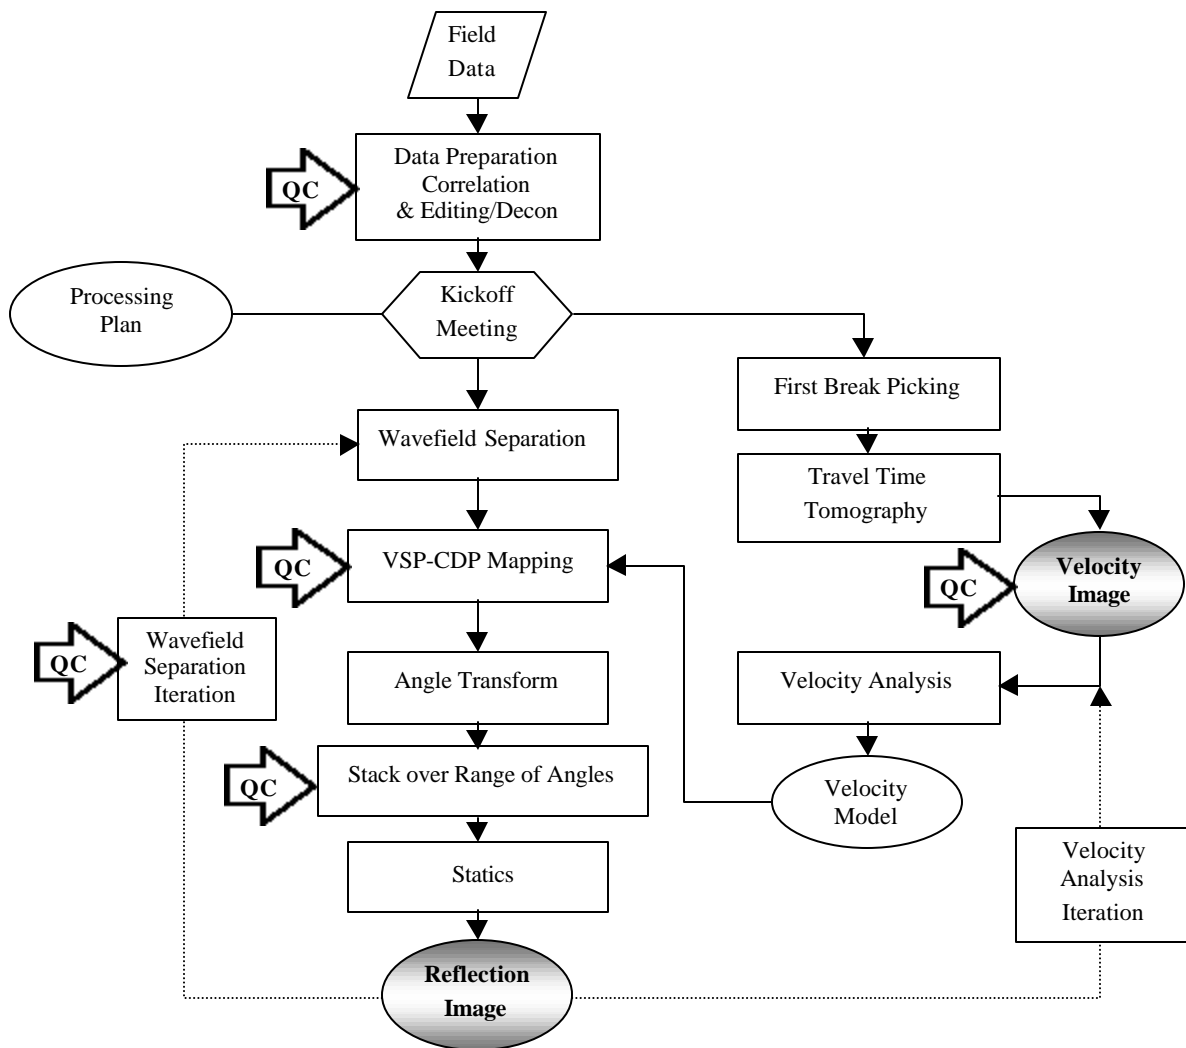 Field
Data
QC
Data Preparation
Correlation
& Editing/Decon
Processing
Plan
Kickoff
Meeting
First Break Picking
Wavefield Separation
Travel Time
Tomography
QC
VSP-CDP Mapping
QC
Velocity
Image
QC
Wavefield
Separation
Iteration
Angle Transform
Velocity Analysis
QC
Stack over Range of Angles
Velocity
Model
Statics
Velocity
Analysis
Iteration
Reflection
Image